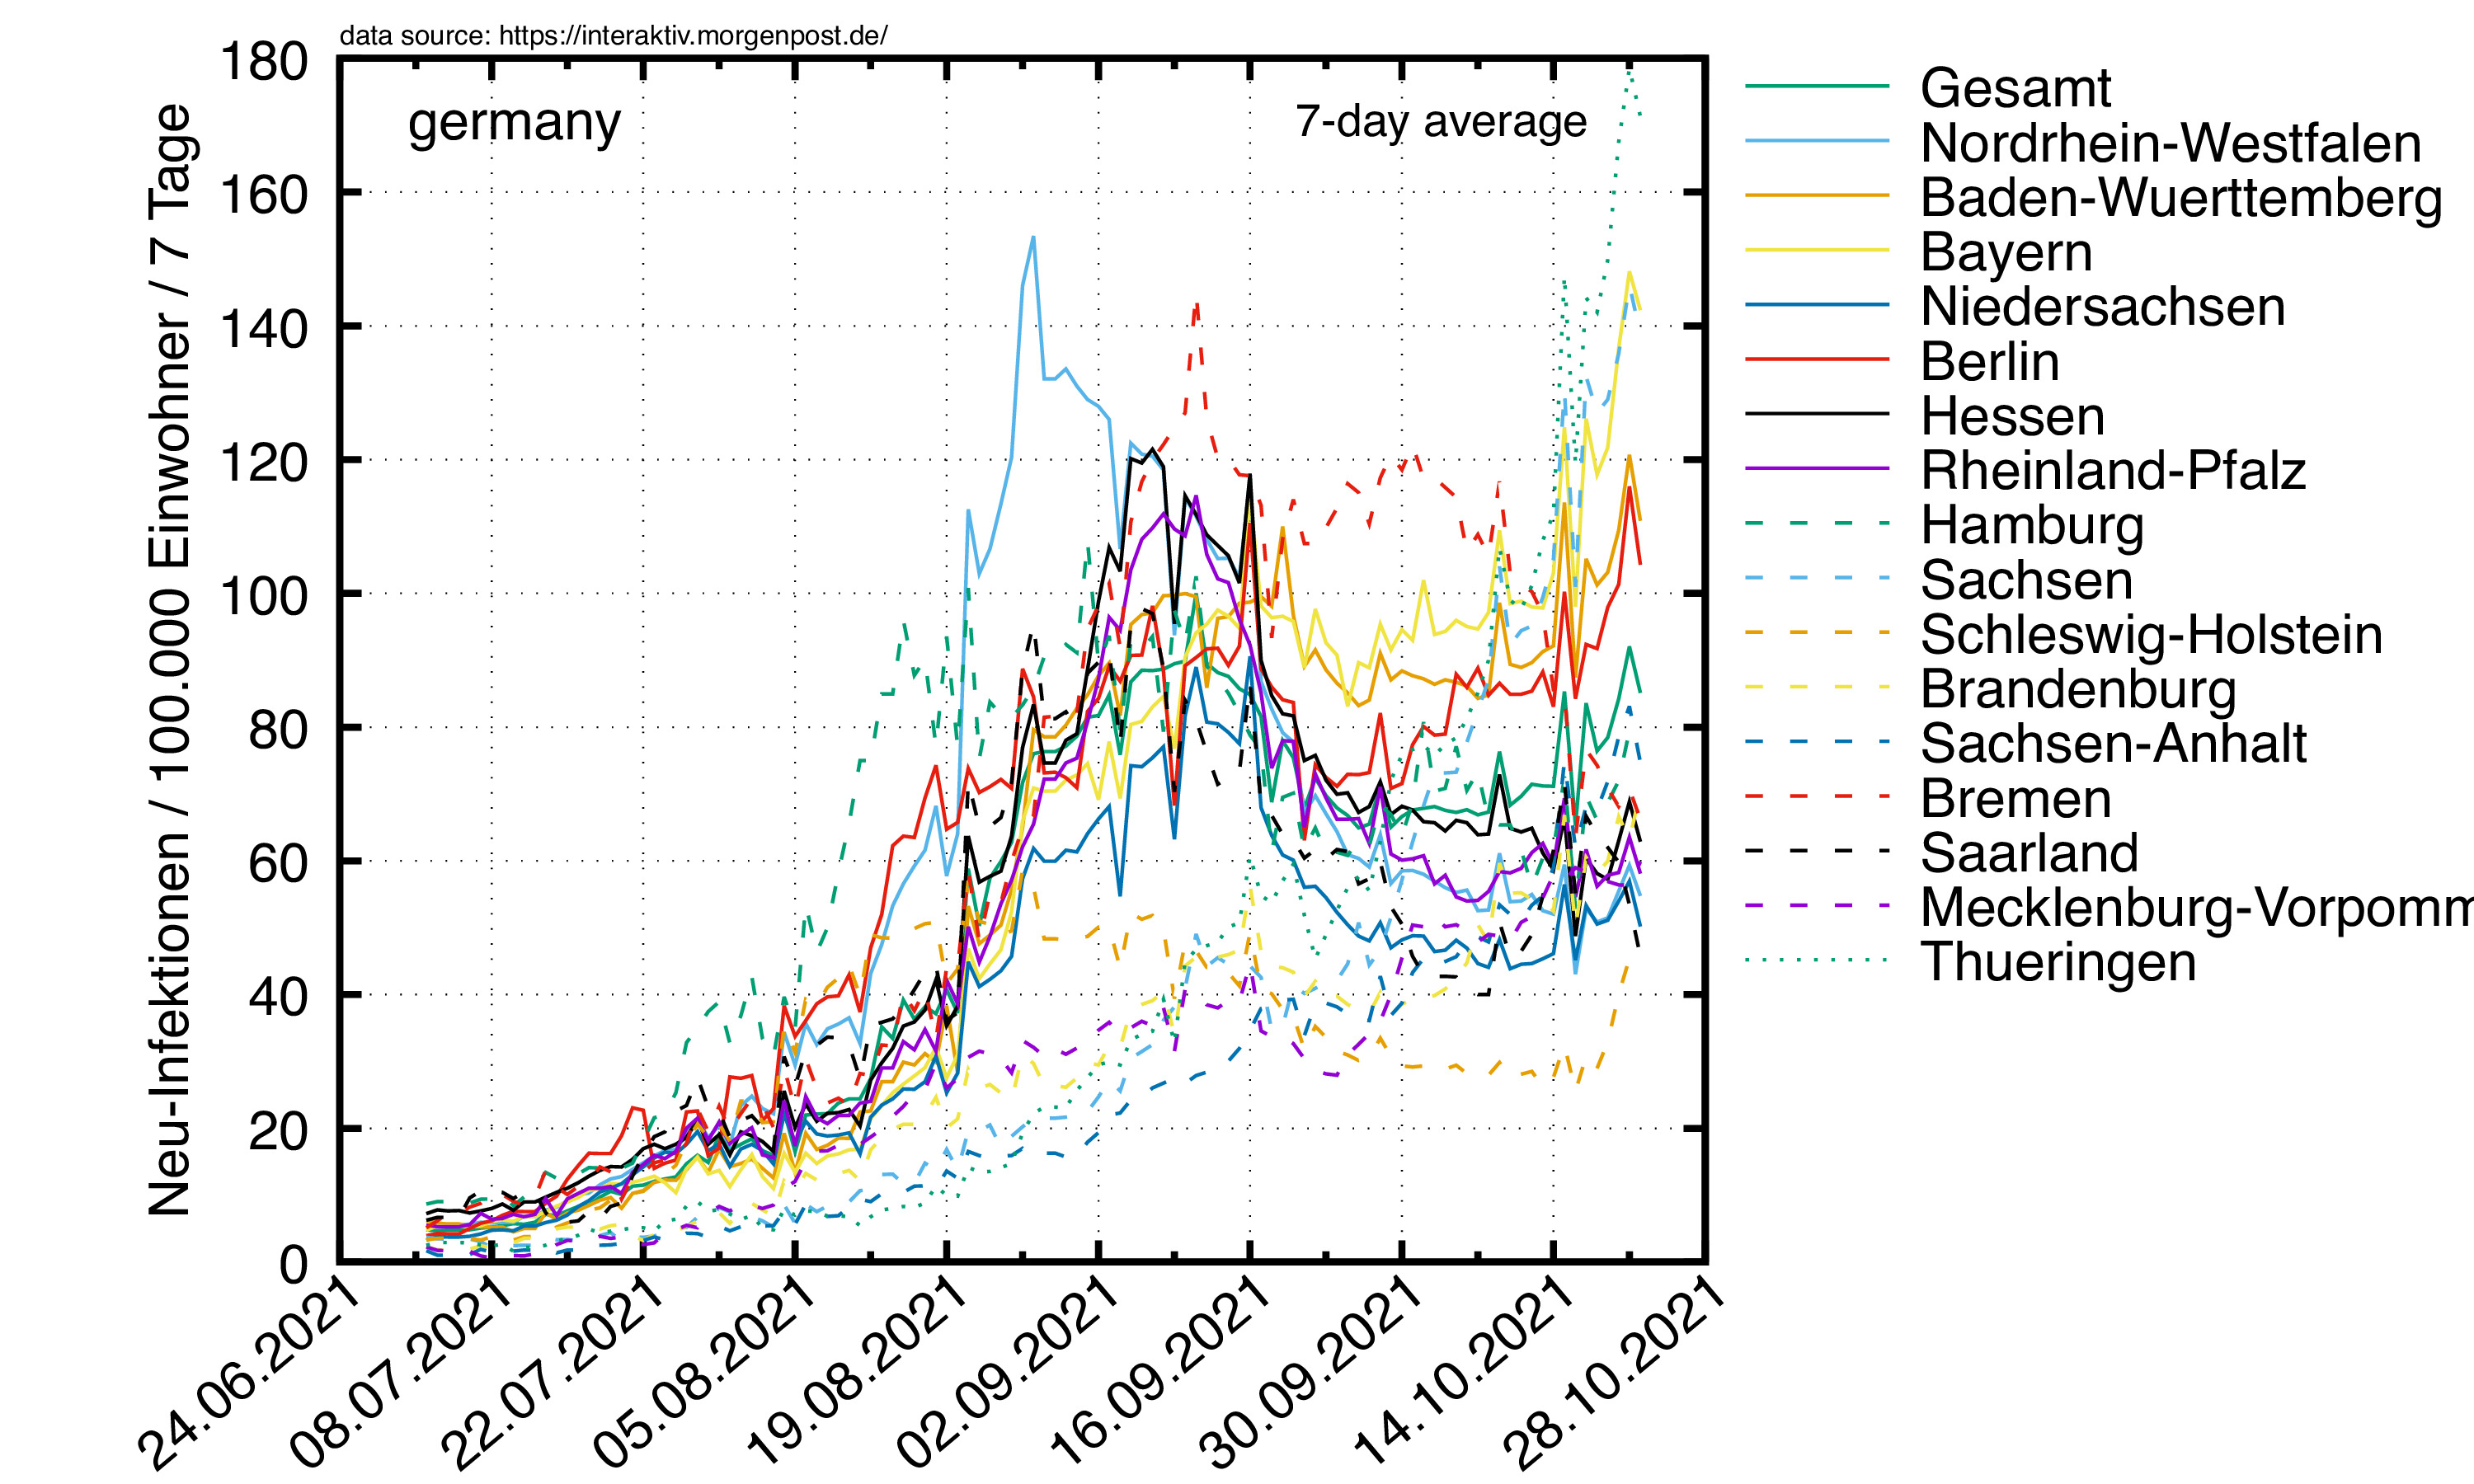 data source: https://interaktiv.morgenpost.de/
germany
7-day average
Neu-Infektionen / 100.000 Einwohner / 7 Tage
180
160
140
120
100
80
60
40
20
0
24.06.2021
08.07.2021
22.07.2021
05.08.2021
19.08.2021
02.09.2021
16.09.2021
30.09.2021
14.10.2021
28.10.2021
Gesamt
Nordrhein-Westfalen
Baden-Wuerttemberg
Bayern
Niedersachsen
Berlin
Hessen
Rheinland-Pfalz
Hamburg
Sachsen
Schleswig-Holstein
Brandenburg
Sachsen-Anhalt
Bremen
Saarland
Mecklenburg-Vorpomm
Thueringen